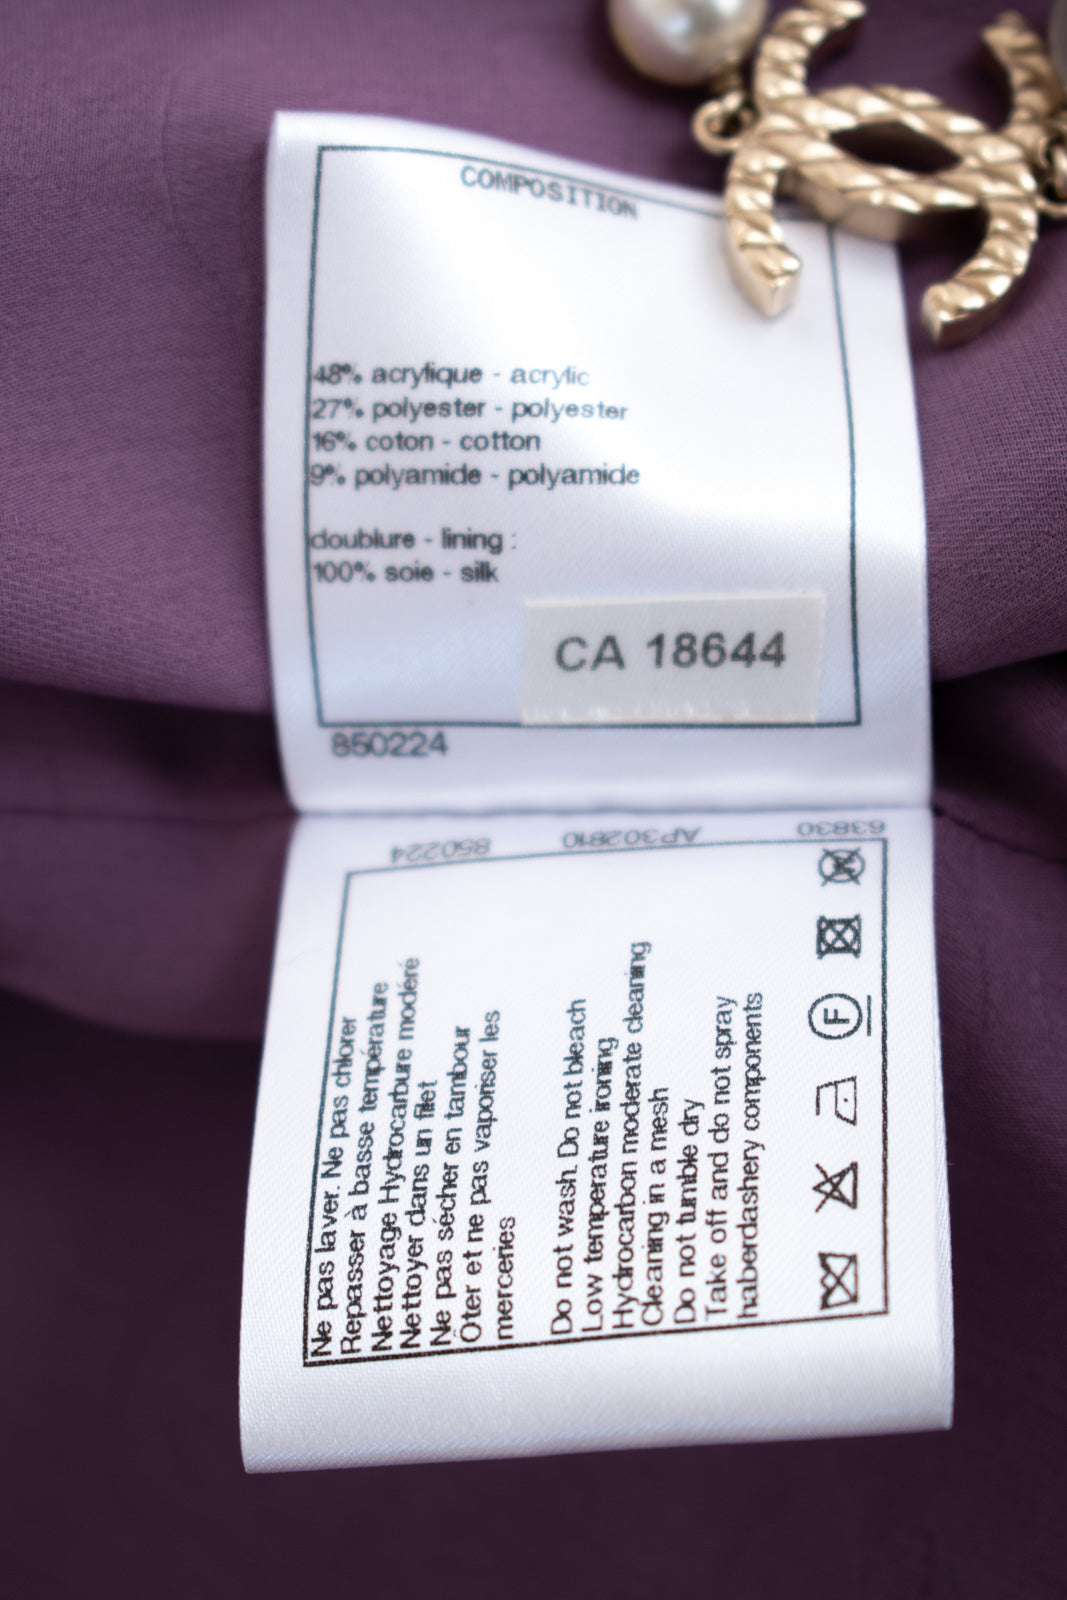 COMPOSITION
48% acrylique - acrylic
27% polyester - polyester
16% coton - cotton
9% polyamide - polyamide
doublure - lining :
100% soie - silk
CA 18644
850224
850224 AP302810 63830
Ne pas laver. Ne pas chlorer
Repasser à basse température
Nettoyage Hydrocarbure modéré
Nettoyer dans un filet
Ne pas sécher en tambour
Ôter et ne pas vaporiser les
merceries
Do not wash. Do not bleach
Low temperature ironing
Hydrocarbon moderate cleaning
Cleaning in a mesh
Do not tumble dry
Take off and do not spray
haberdashery components
F